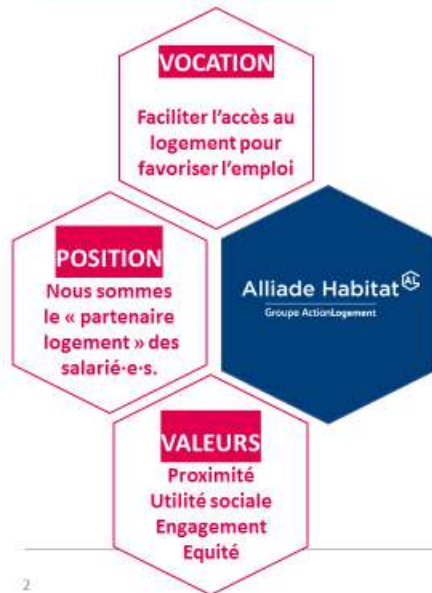 VOCATION
Faciliter l'accès au
logement pour
favoriser l'emploi
POSITION
Nous sommes
le « partenaire
logement » des
salarié·e·s.
Alliade Habitat AL
Groupe ActionLogement
VALEURS
Proximité
Utilité sociale
Engagement
Equité
2